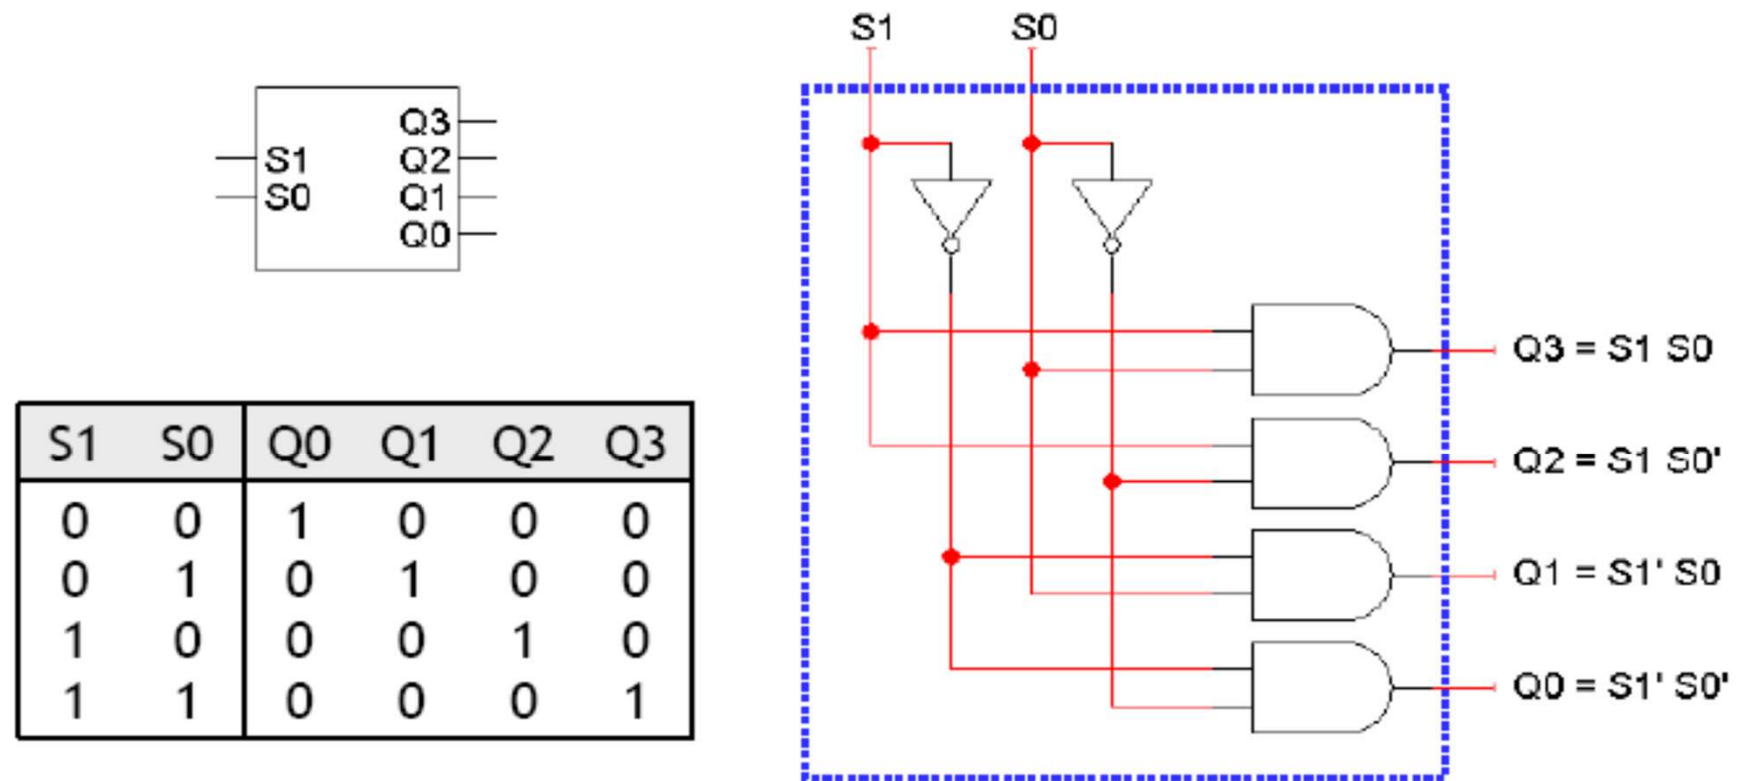 S1 S0
Q3
S1 Q2
S0 Q1
Q0
Q3 = S1 S0
Q2 = S1 S0'
Q1 = S1' S0
Q0 = S1' S0'
S1 S0 Q0 Q1 Q2 Q3
0 0 1 0 0 0
0 1 0 1 0 0
1 0 0 0 1 0
1 1 0 0 0 1